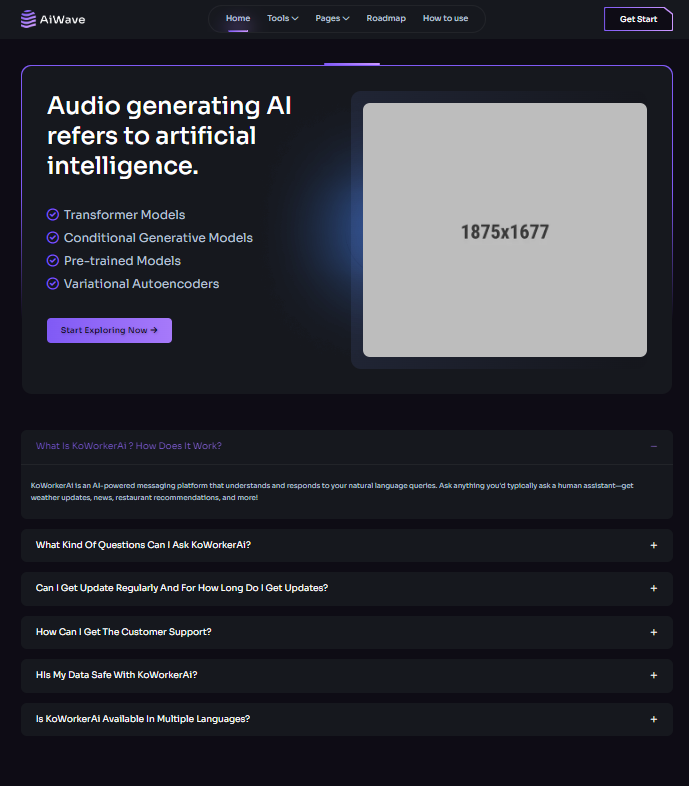 AiWave
Home Tools Pages Roadmap How to use
Get Start
Audio generating AI
refers to artificial
intelligence.
Transformer Models
Conditional Generative Models
Pre-trained Models
Variational Autoencoders
Start Exploring Now →
1875x1677
What Is KoWorkerAi ? How Does It Work? −
KoWorkerAi is an AI-powered messaging platform that understands and responds to your natural language queries. Ask anything you'd typically ask a human assistant—get
weather updates, news, restaurant recommendations, and more!
What Kind Of Questions Can I Ask KoWorkerAi? +
Can I Get Update Regularly And For How Long Do I Get Updates? +
How Can I Get The Customer Support? +
HIs My Data Safe With KoWorkerAi? +
Is KoWorkerAi Available In Multiple Languages? +